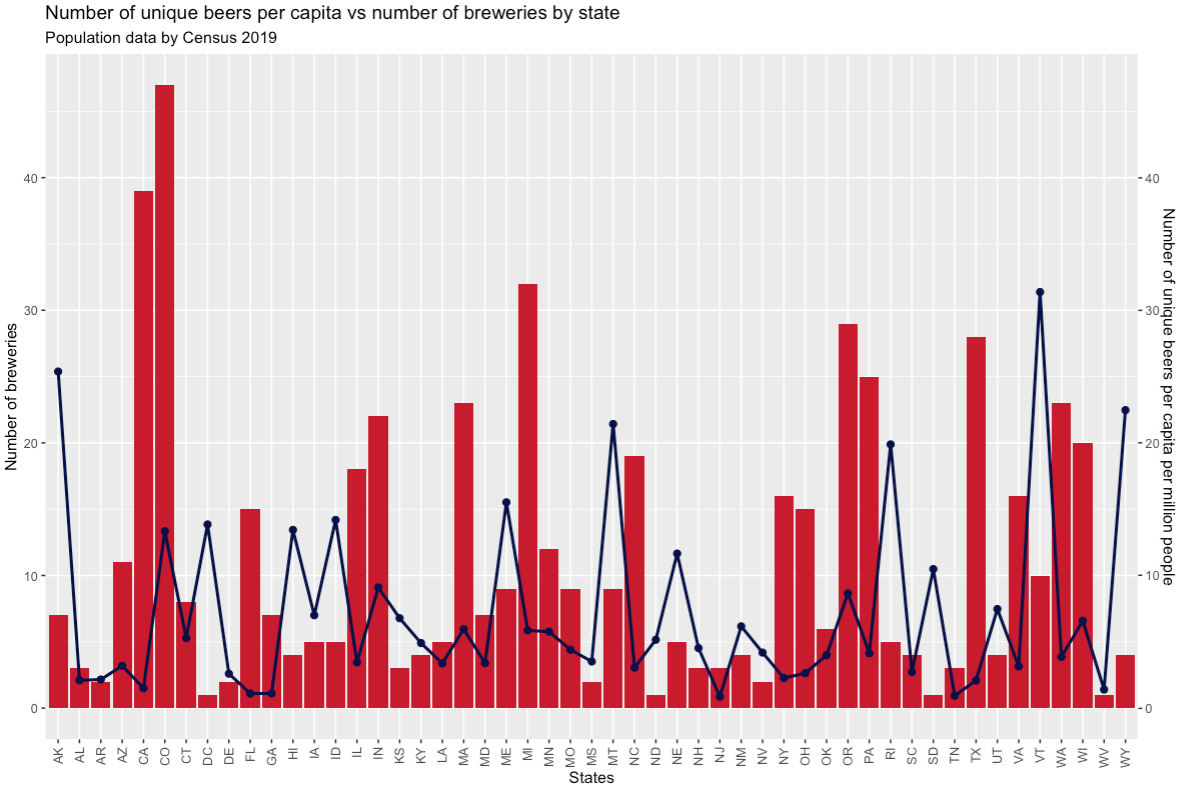 Number of unique beers per capita vs number of breweries by state
Population data by Census 2019
Number of breweries
40
30
20
10
0
40
30
20
10
0
Number of unique beers per capita per million people
AK AL AR AZ CA CO CT DC DE FL GA HI IA ID IL IN KS KY LA MA MD ME MI MN MO MS MT NC ND NE NH NJ NM NV NY OH OK OR PA RI SC SD TN TX UT VA VT WA WI WV WY
States